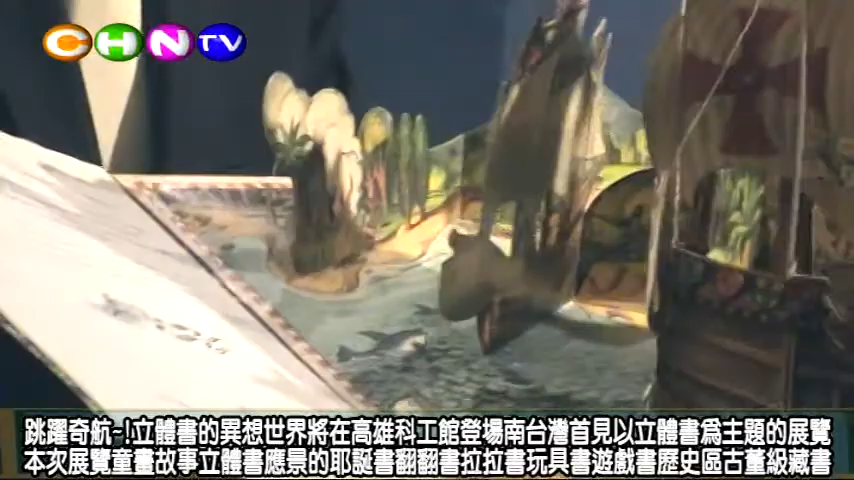 CHNTV
跳躍奇航~!立體書的異想世界將在高雄科工館登場南台灣首見以立體書為主題的展覽
本次展覽童畫故事立體書應景的耶誕書翻翻書拉拉書玩具書遊戲書歷史區古董級藏書